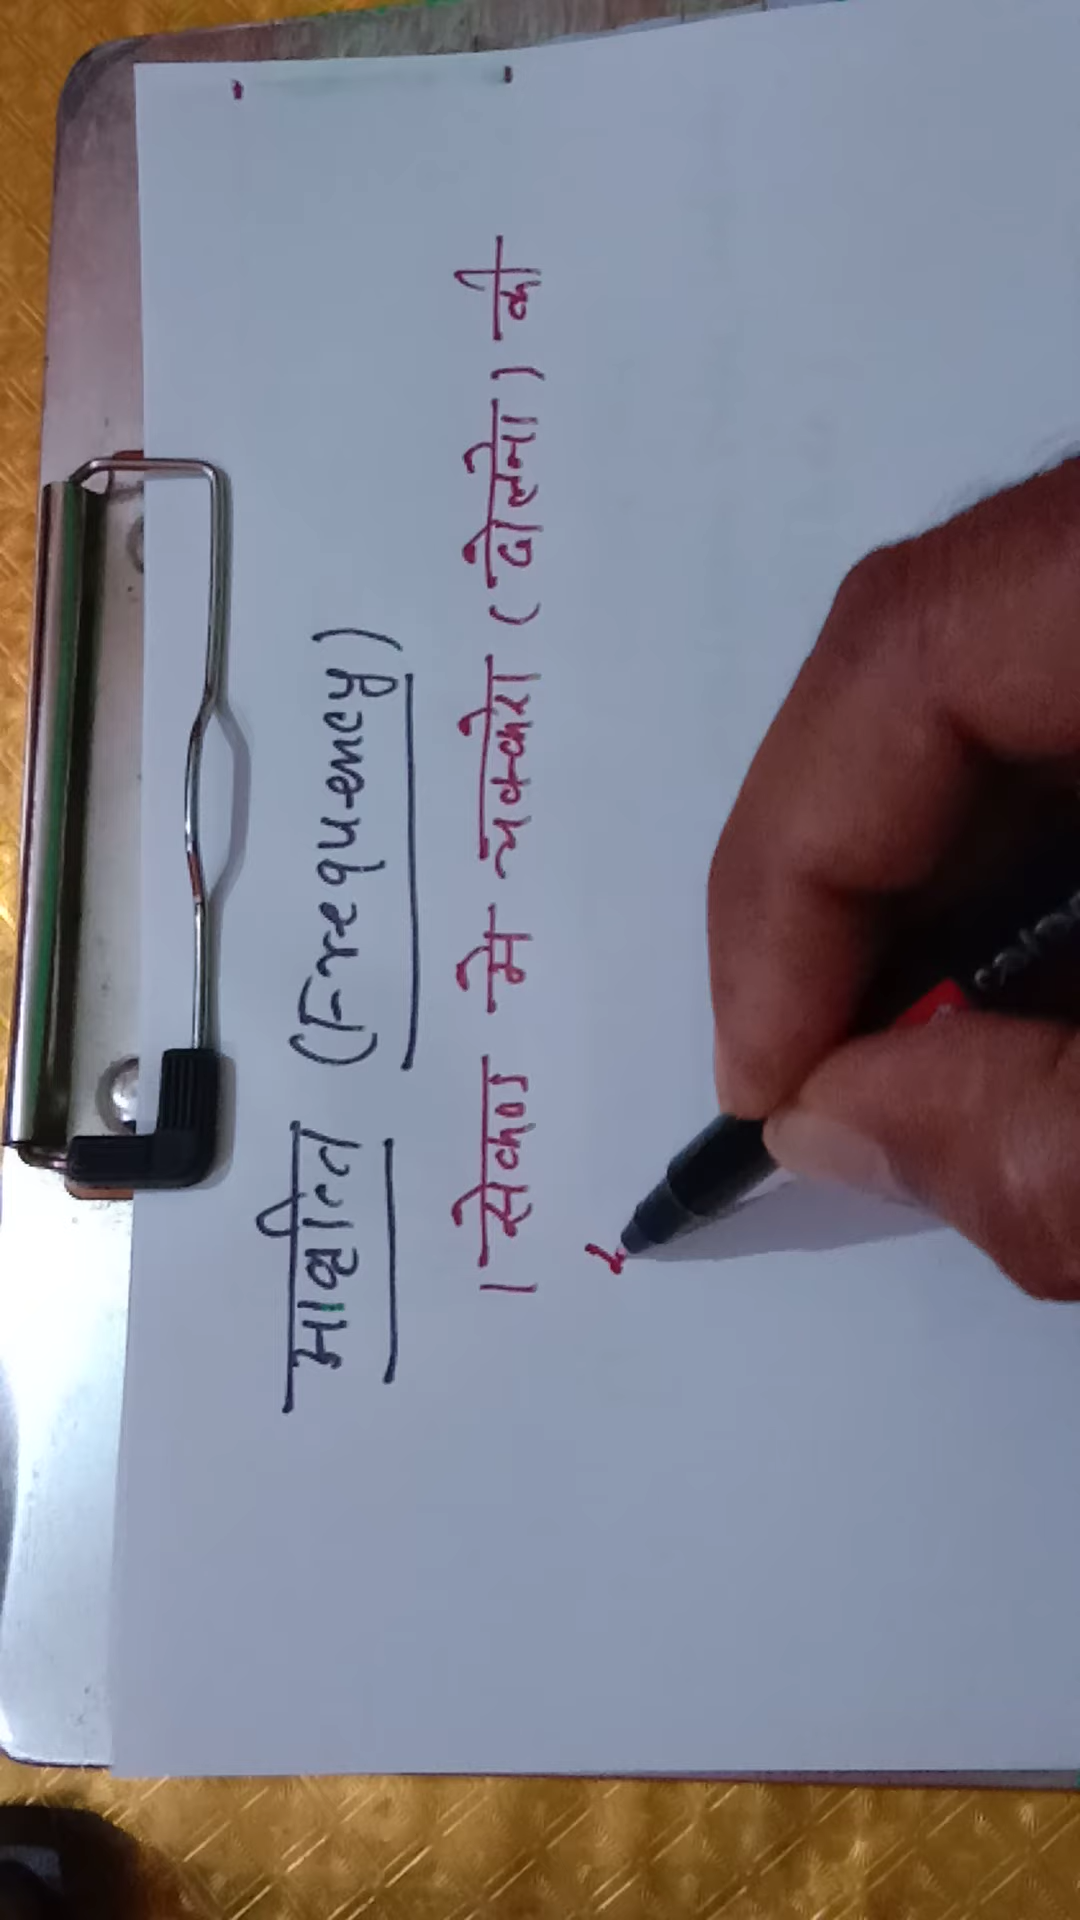 आवृत्ति (Frequency)
1 सेकण्ड मे चक्करो (दोलनो) की